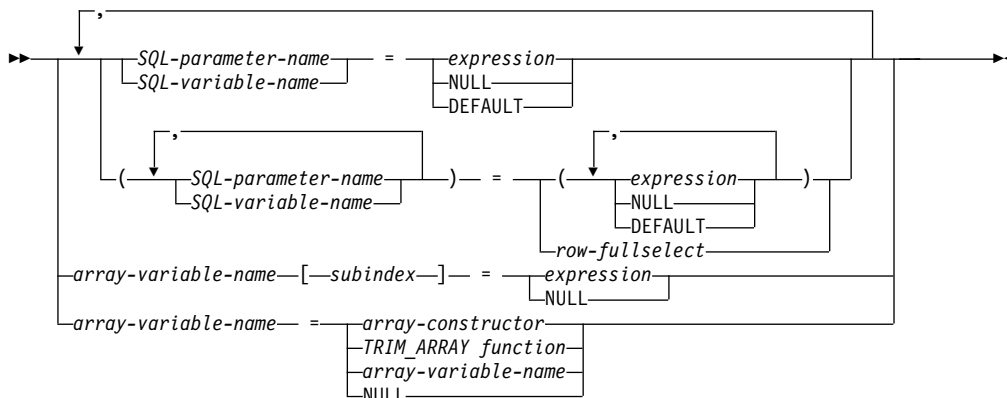 ,
SQL-parameter-name = expression
SQL-variable-name NULL
DEFAULT
, ,
( SQL-parameter-name ) = ( expression )
SQL-variable-name NULL
DEFAULT
row-fullselect
array-variable-name [ subindex ] = expression
NULL
array-variable-name = array-constructor
TRIM_ARRAY function
array-variable-name
NULL